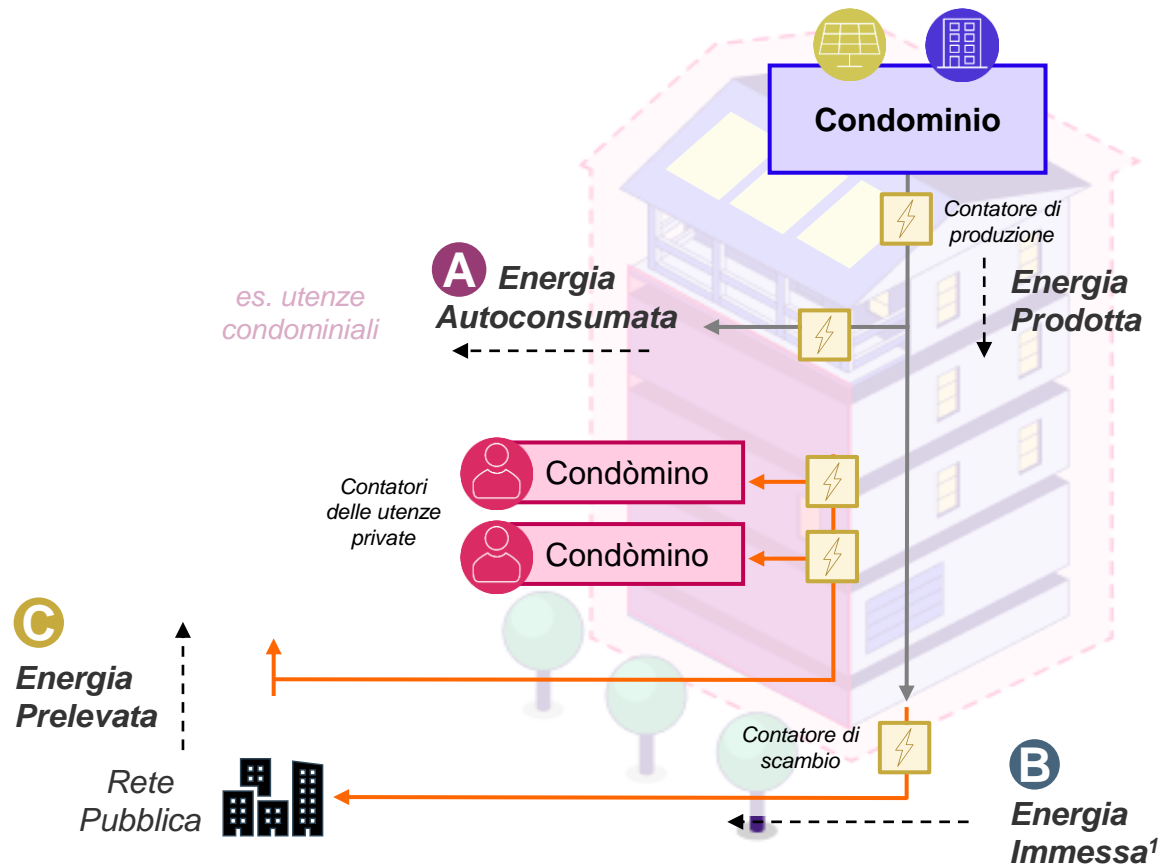 Condominio
Contatore di
produzione
Energia
Prodotta
A
Energia
Autoconsumata
es. utenze
condominiali
Condòmino
Condòmino
Contatori
delle utenze
private
C
Energia
Prelevata
Rete
Pubblica
Contatore di
scambio
B
Energia
Immessa¹